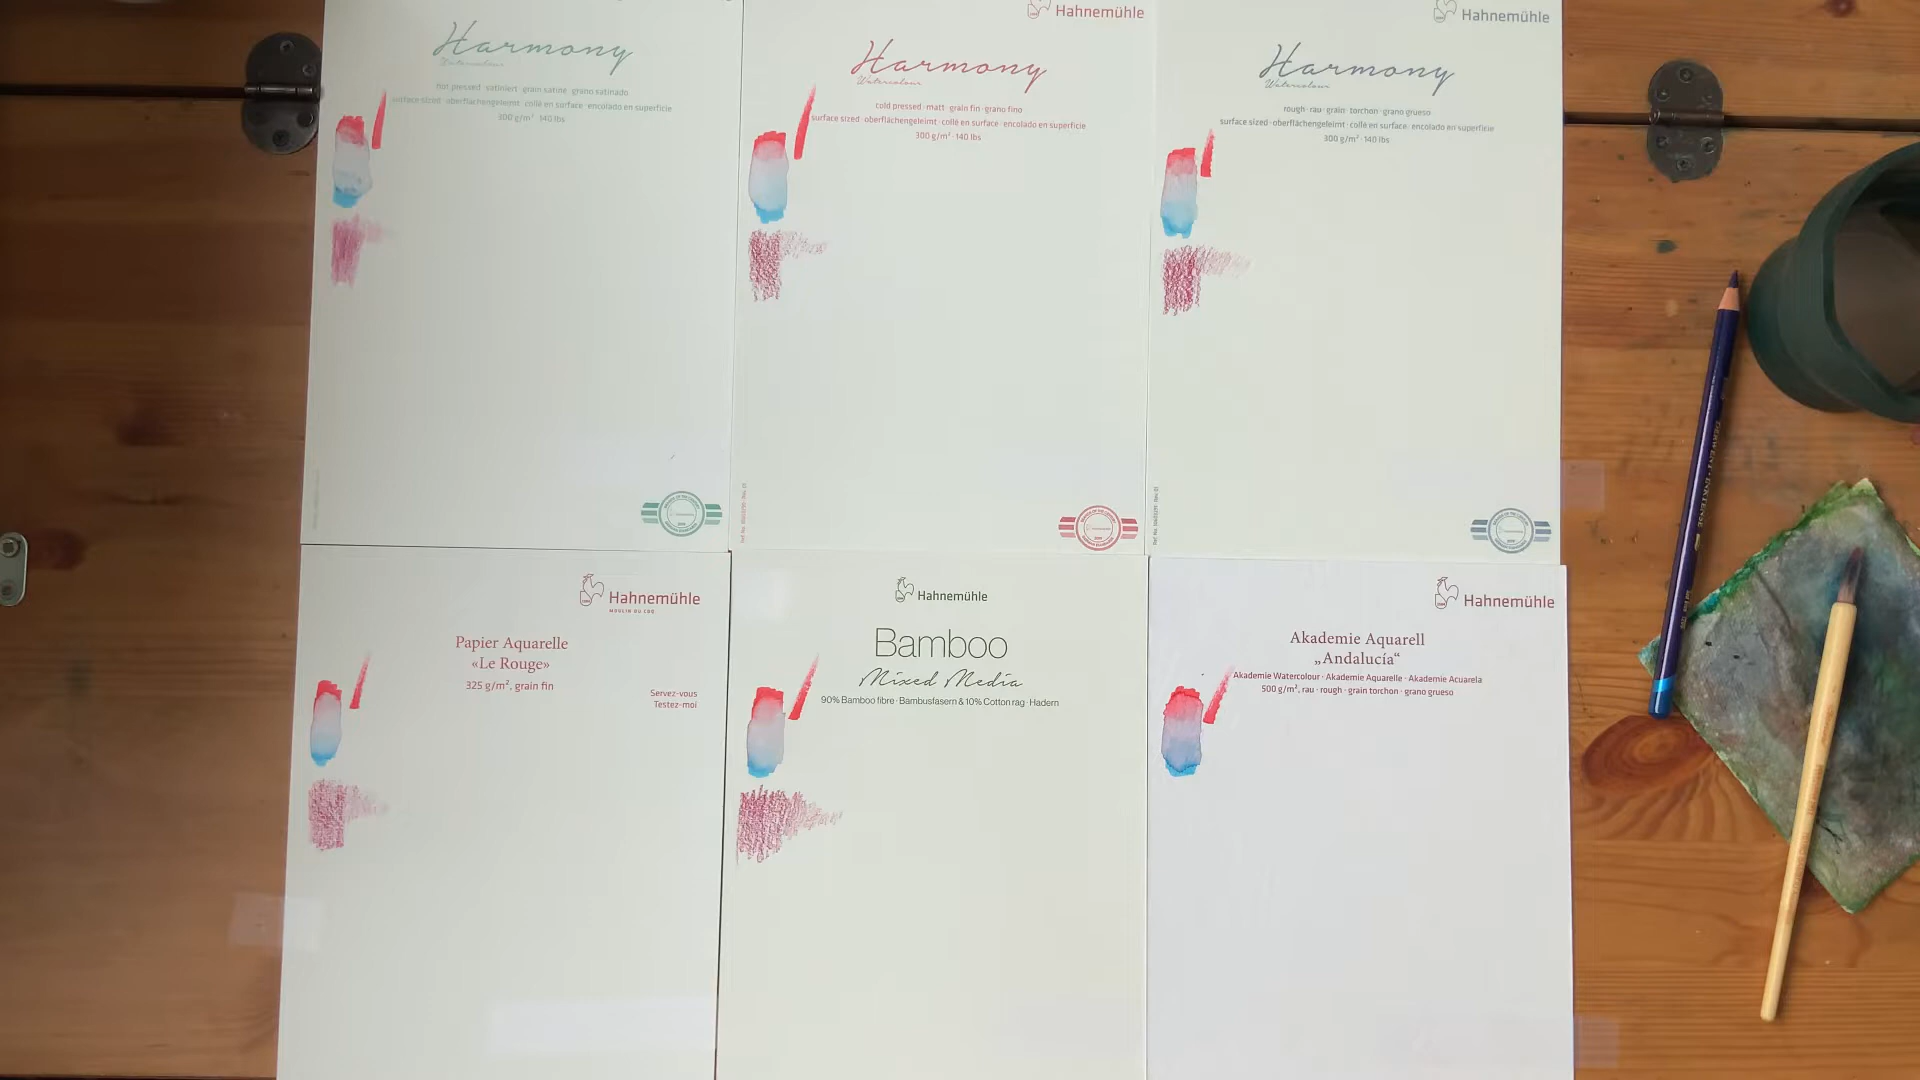 Harmony
Watercolour
hot pressed · satiniert · grain satiné · grano satinado
surface sized · oberflächengeleimt · collé en surface · encolado en superficie
300 g/m² · 140 lbs
Hahnemühle
Harmony
Watercolour
cold pressed · matt · grain fin · grano fino
surface sized · oberflächengeleimt · collé en surface · encolado en superficie
300 g/m² · 140 lbs
Hahnemühle
Harmony
Watercolour
rough · rau · grain torchon · grano grueso
surface sized · oberflächengeleimt · collé en surface · encolado en superficie
300 g/m² · 140 lbs
Hahnemühle
MOULIN DU COQ
Papier Aquarelle
«Le Rouge»
325 g/m², grain fin
Servez-vous
Testez-moi
Hahnemühle
Bamboo
Mixed Media
90% Bamboo fibre · Bambusfasern & 10% Cotton rag · Hadern
Hahnemühle
Akademie Aquarell
„Andalucía“
Akademie Watercolour · Akademie Aquarelle · Akademie Acuarela
500 g/m², rau · rough · grain torchon · grano grueso
DERWENT · INKTENSE